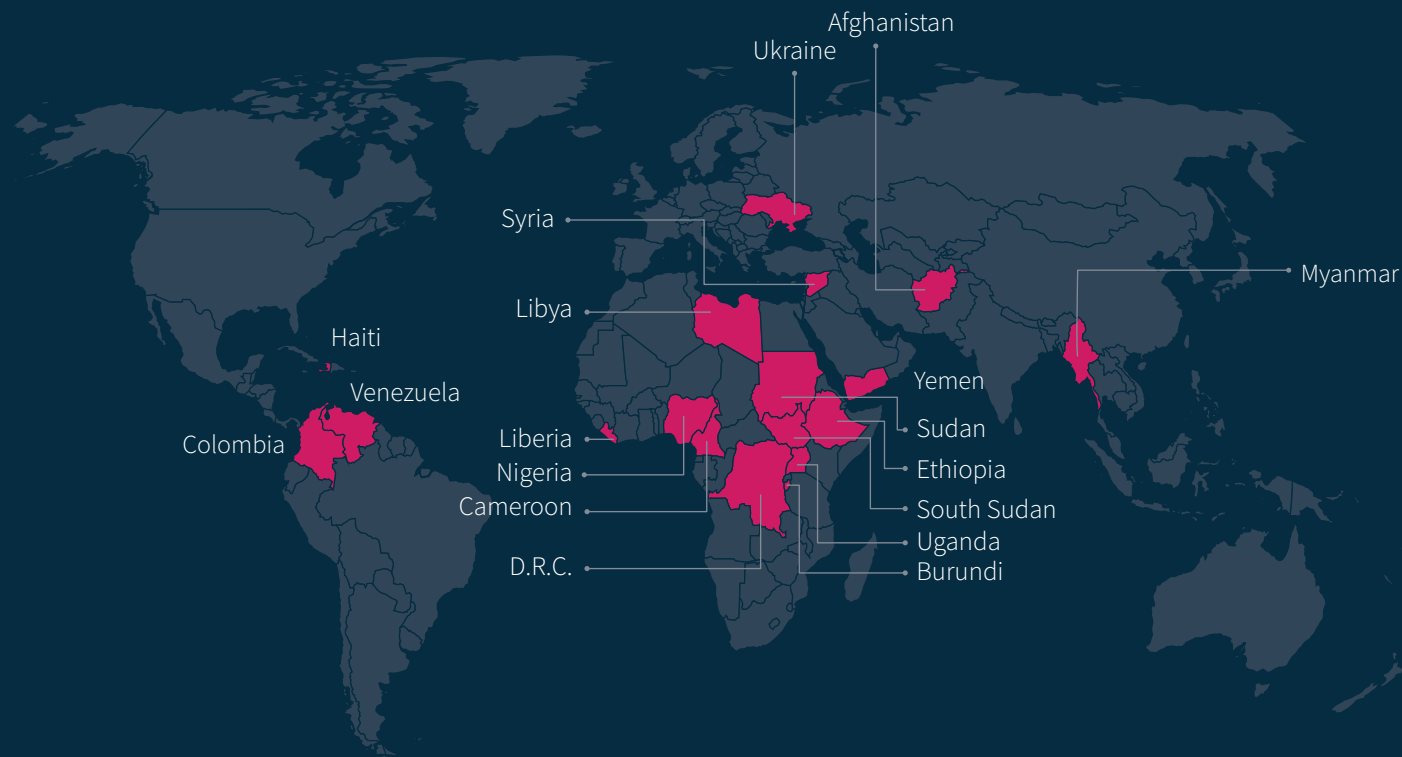 Afghanistan
Ukraine
Syria
Myanmar
Libya
Haiti
Yemen
Venezuela
Sudan
Liberia
Colombia
Ethiopia
Nigeria
Cameroon
South Sudan
Uganda
D.R.C.
Burundi